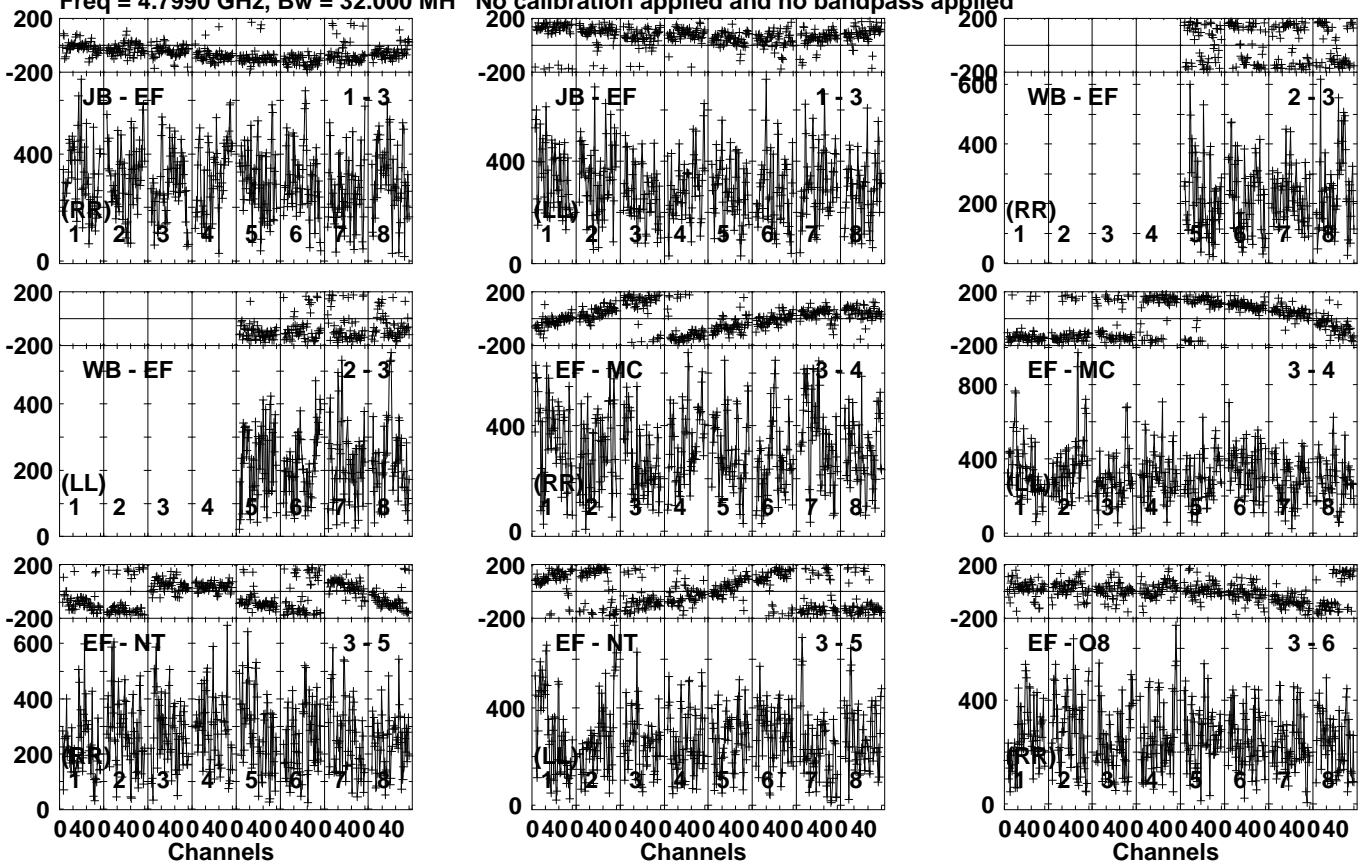 Freq = 4.7990 GHz, Bw = 32.000 MH No calibration applied and no bandpass applied
200
-200
JB - EF 1 - 3
400
(RR)
1 2 3 4 5 6 7 8
0
200
-200
JB - EF 1 - 3
400
(LL)
1 2 3 4 5 6 7 8
0
200
-200
600
WB - EF 2 - 3
400
200
(RR)
1 2 3 4 5 6 7 8
0
200
-200
WB - EF 2 - 3
400
200
(LL)
1 2 3 4 5 6 7 8
0
200
-200
EF - MC 3 - 4
400
(RR)
1 2 3 4 5 6 7 8
0
200
-200
EF - MC 3 - 4
800
400
(LL)
1 2 3 4 5 6 7 8
0
200
-200
600
EF - NT 3 - 5
400
200
(RR)
1 2 3 4 5 6 7 8
0
0 40 0 40 0 40 0 40 0 40 0 40 0 40 0 40
Channels
200
-200
EF - NT 3 - 5
400
(LL)
1 2 3 4 5 6 7 8
0
0 40 0 40 0 40 0 40 0 40 0 40 0 40 0 40
Channels
200
-200
EF - O8 3 - 6
400
(RR)
1 2 3 4 5 6 7 8
0
0 40 0 40 0 40 0 40 0 40 0 40 0 40 0 40
Channels